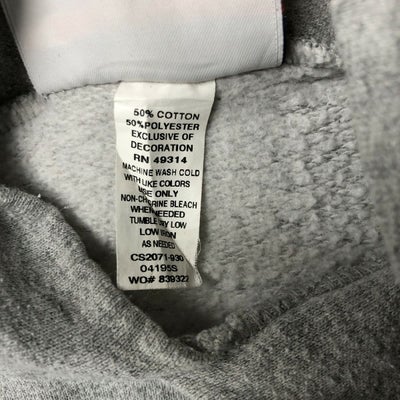 50% COTTON
50% POLYESTER
EXCLUSIVE OF
DECORATION
RN 49314
MACHINE WASH COLD
WITH LIKE COLORS
USE ONLY
NON-CHLORINE BLEACH
WHEN NEEDED
TUMBLE DRY LOW
LOW IRON
AS NEEDED
CS2071-930
04195S
WO# 839322